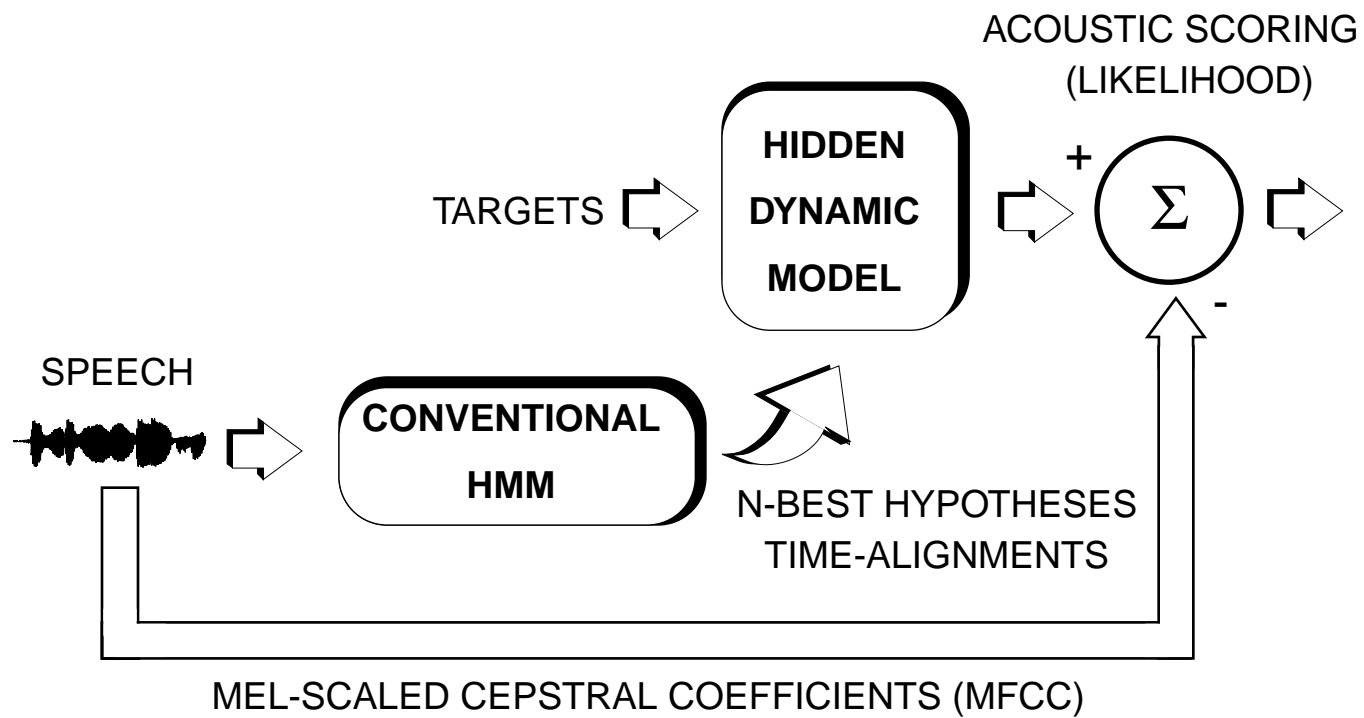 ACOUSTIC SCORING
(LIKELIHOOD)
HIDDEN
DYNAMIC
MODEL
TARGETS
+
Σ
-
SPEECH
CONVENTIONAL
HMM
N-BEST HYPOTHESES
TIME-ALIGNMENTS
MEL-SCALED CEPSTRAL COEFFICIENTS (MFCC)